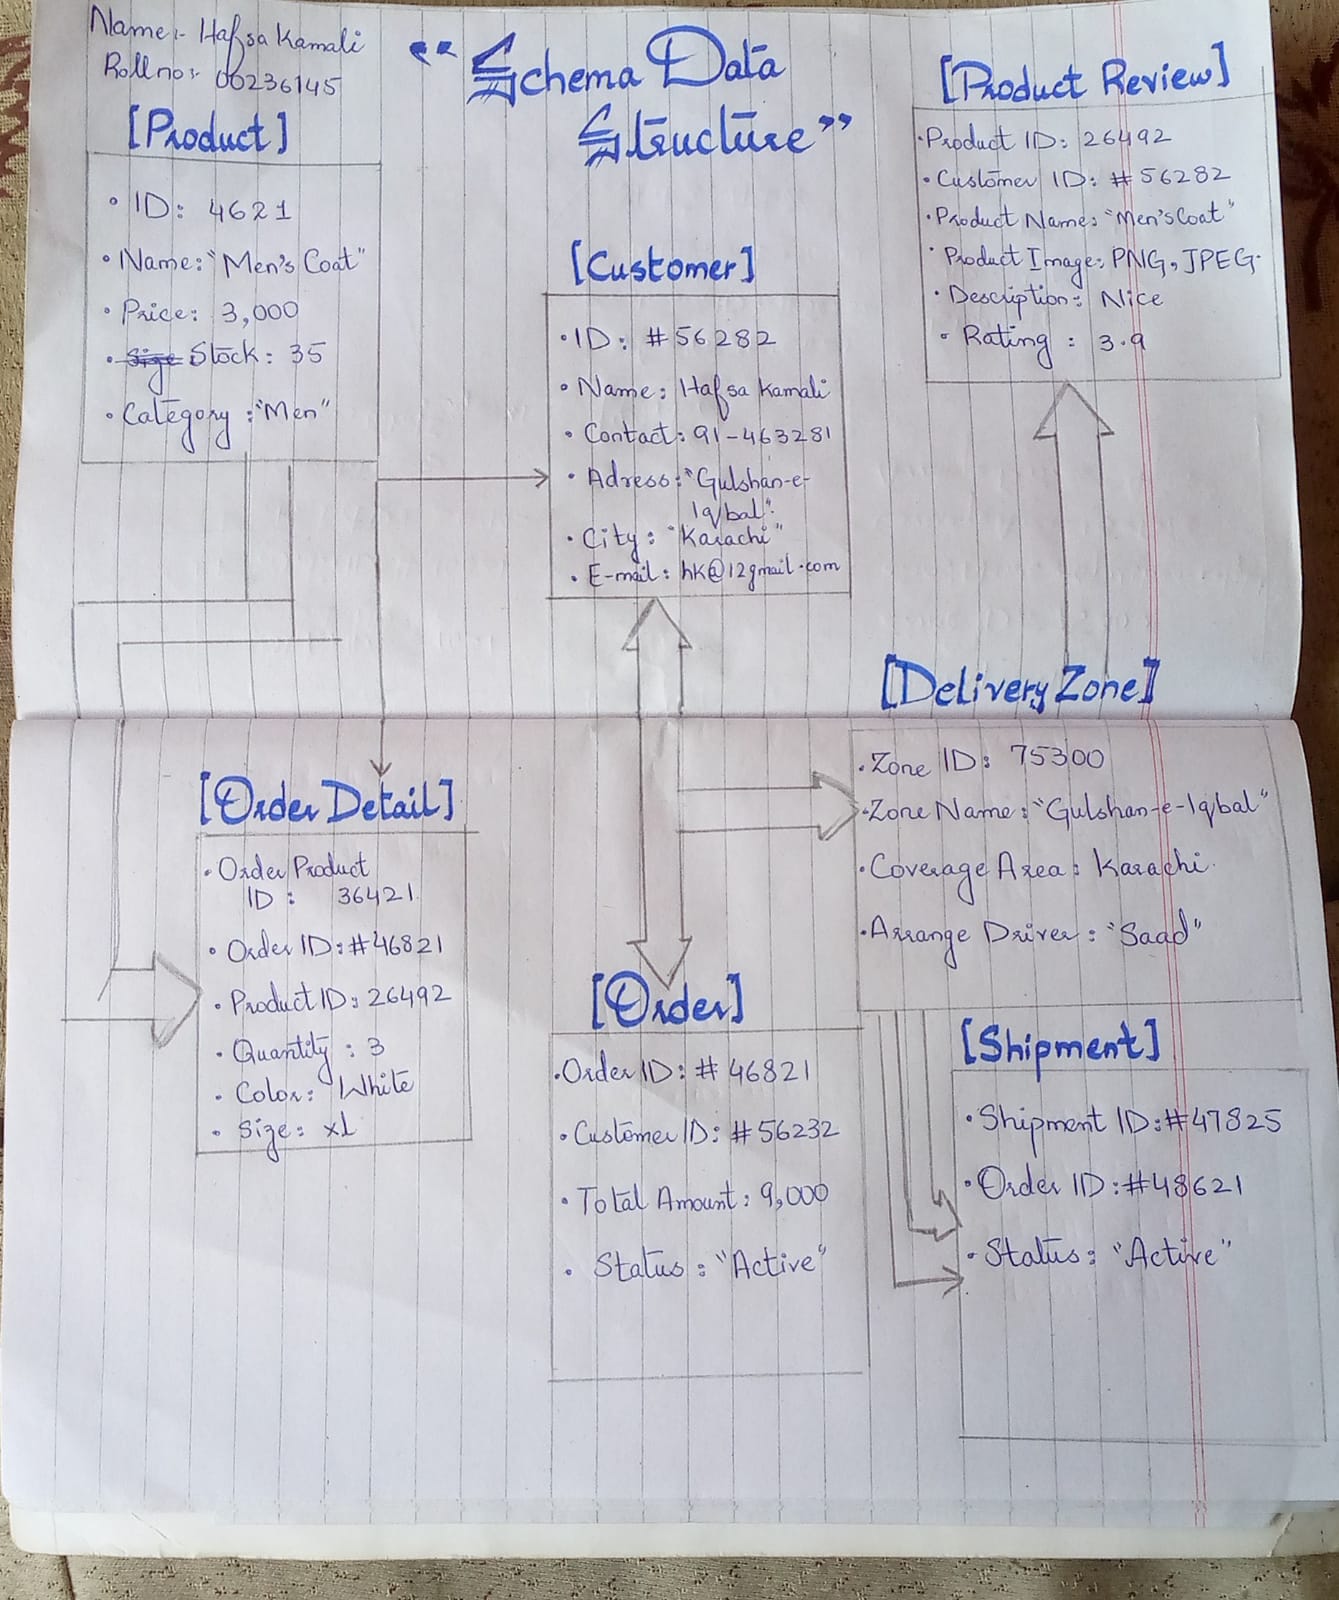 Name:- Hafsa Kamali
Roll no:- 00236145
“Schema Data
Structure”
[Product]
• ID: 4621
• Name: "Men's Coat"
• Price: 3,000
• Size Stock: 35
• Category: "Men"
[Customer]
• ID: #56282
• Name: Hafsa Kamali
• Contact: 91-463281
• Adress: "Gulshan-e-
Iqbal".
• City: "Karachi"
• E-mail: hk@12gmail.com
[Product Review]
• Product ID: 26492
• Customer ID: #56282
• Product Name: "Men's Coat"
• Product Image: PNG, JPEG.
• Description: Nice
• Rating: 3.9
[Delivery Zone]
• Zone ID: 75300
• Zone Name: "Gulshan-e-Iqbal"
• Coverage Area: Karachi.
• Arrange Driver: "Saad"
[Order Detail]
• Order Product
ID: 36421
• Order ID: #46821
• Product ID: 26492
• Quantity: 3
• Color: White
• Size: xl
[Order]
• Order ID: #46821
• Customer ID: #56232
• Total Amount: 9,000
• Status: "Active"
[Shipment]
• Shipment ID: #47825
• Order ID: #48621
• Status: "Active"